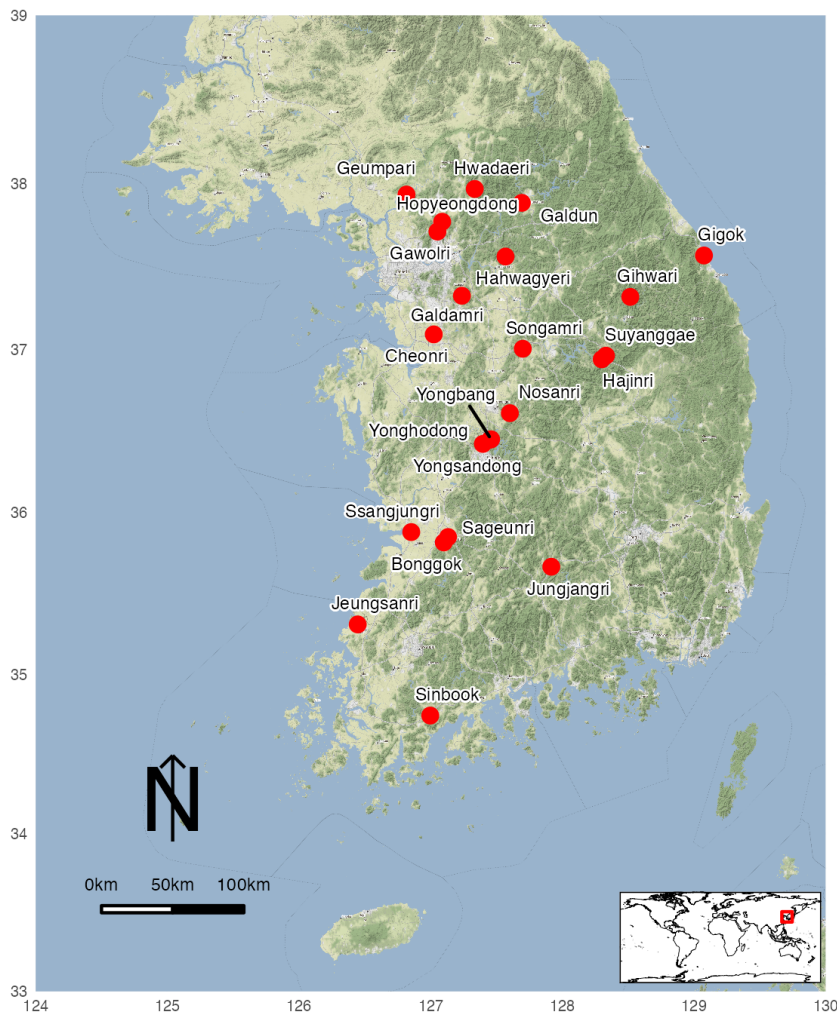 39
38
37
36
35
34
33
Geumpari
Hwadaeri
Hopyeongdong
Galdun
Gawolri
Gigok
Hahwagyeri
Gihwari
Galdamri
Songamri
Suyanggae
Cheonri
Hajinri
Yongbang
Nosanri
Yonghodong
Yongsandong
Ssangjungri
Sageunri
Bonggok
Jungjangri
Jeungsanri
Sinbook
N
0km 50km 100km
124 125 126 127 128 129 130